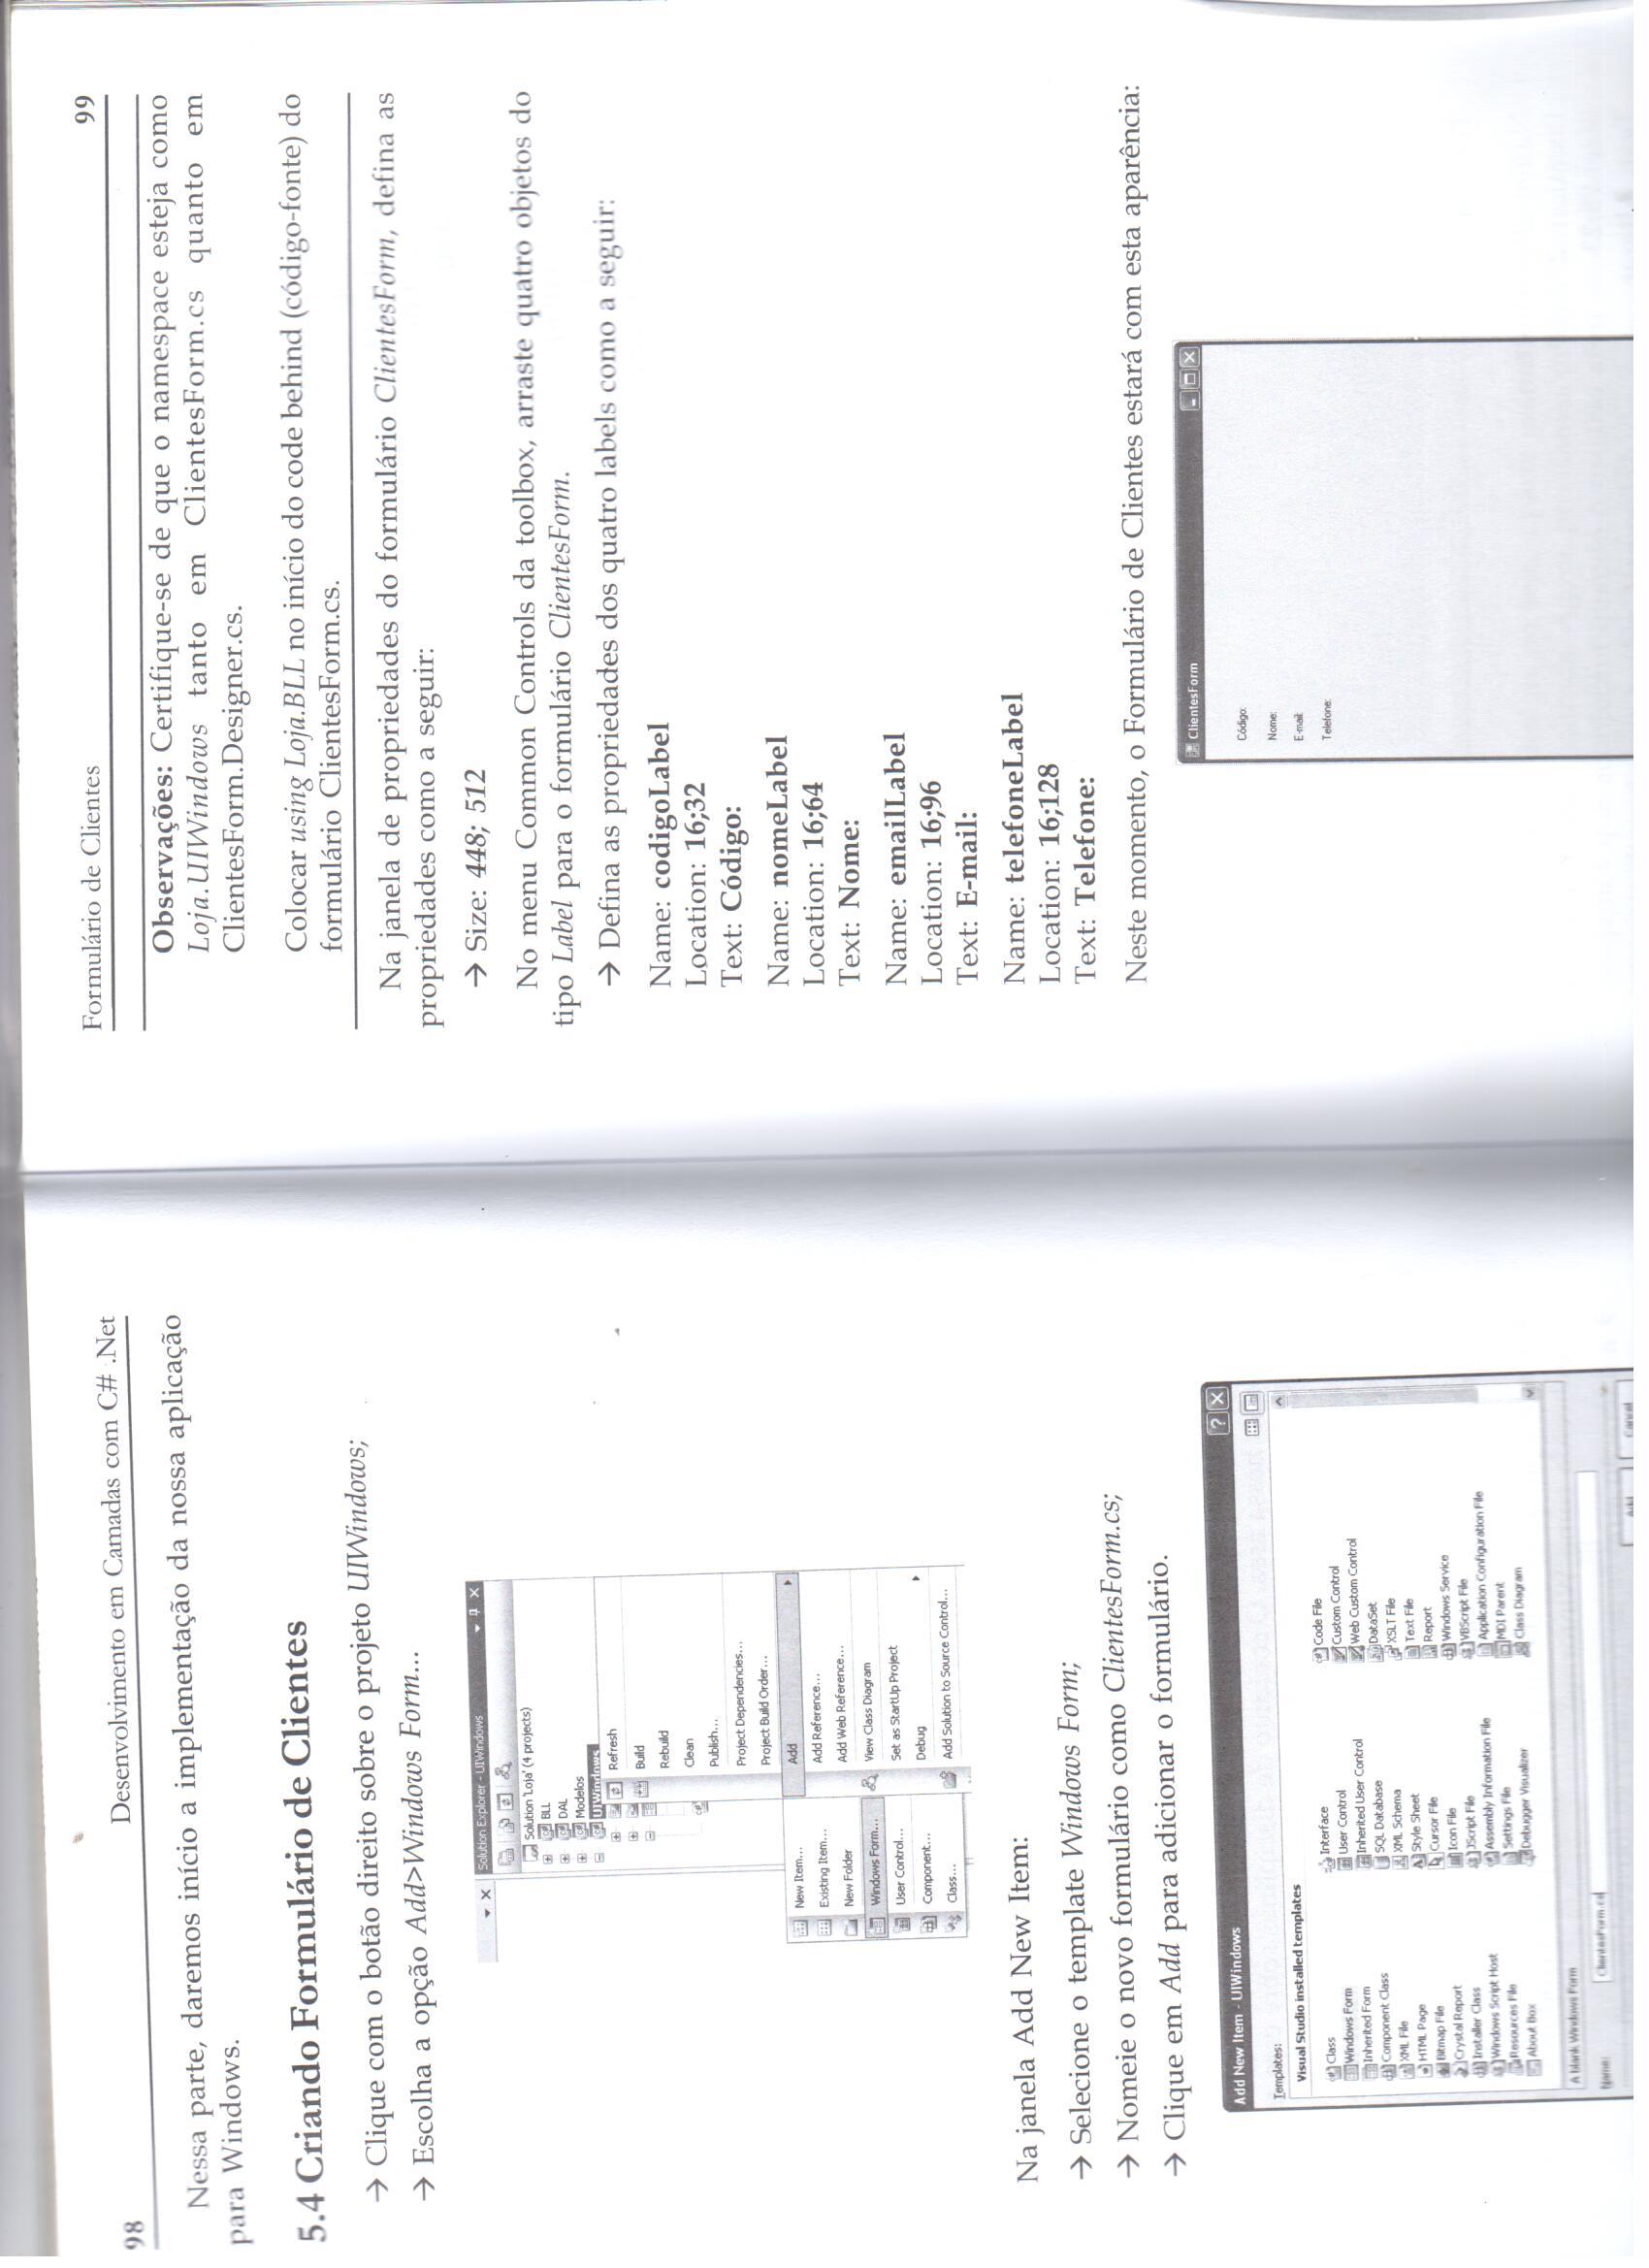 98
Desenvolvimento em Camadas com C# .Net
Nessa parte, daremos início a implementação da nossa aplicação
para Windows.
5.4 Criando Formulário de Clientes
→ Clique com o botão direito sobre o projeto UIWindows;
→ Escolha a opção Add>Windows Form...
Solution Explorer - UIWindows
Solution 'Loja' (4 projects)
BLL
DAL
Modelos
UIWindows
Refresh
Build
Rebuild
Clean
Publish...
Project Dependencies...
Project Build Order...
Add
Add Reference...
Add Web Reference...
View Class Diagram
Set as StartUp Project
Debug
Add Solution to Source Control...
New Item...
Existing Item...
New Folder
Windows Form...
User Control...
Component...
Class...
Na janela Add New Item:
→ Selecione o template Windows Form;
→ Nomeie o novo formulário como ClientesForm.cs;
→ Clique em Add para adicionar o formulário.
Add New Item - UIWindows
Templates:
Visual Studio installed templates
Class
Windows Form
Inherited Form
Component Class
XML File
HTML Page
Bitmap File
Crystal Report
Installer Class
Windows Script Host
Resources File
About Box
Interface
User Control
Inherited User Control
SQL Database
XML Schema
Style Sheet
Cursor File
Icon File
JScript File
Assembly Information File
Settings File
Debugger Visualizer
Code File
Custom Control
Web Custom Control
DataSet
XSLT File
Text File
Report
Windows Service
VBScript File
Application Configuration File
MDI Parent
Class Diagram
A blank Windows Form
Name:
ClientesForm.cs
Add
Cancel
Formulário de Clientes
99
Observações: Certifique-se de que o namespace esteja como
Loja.UIWindows tanto em ClientesForm.cs quanto em
ClientesForm.Designer.cs.
Colocar using Loja.BLL no início do code behind (código-fonte) do
formulário ClientesForm.cs.
Na janela de propriedades do formulário ClientesForm, defina as
propriedades como a seguir:
→ Size: 448; 512
No menu Common Controls da toolbox, arraste quatro objetos do
tipo Label para o formulário ClientesForm.
→ Defina as propriedades dos quatro labels como a seguir:
Name: codigoLabel
Location: 16;32
Text: Código:
Name: nomeLabel
Location: 16;64
Text: Nome:
Name: emailLabel
Location: 16;96
Text: E-mail:
Name: telefoneLabel
Location: 16;128
Text: Telefone:
Neste momento, o Formulário de Clientes estará com esta aparência:
ClientesForm
Código:
Nome:
E-mail:
Telefone: